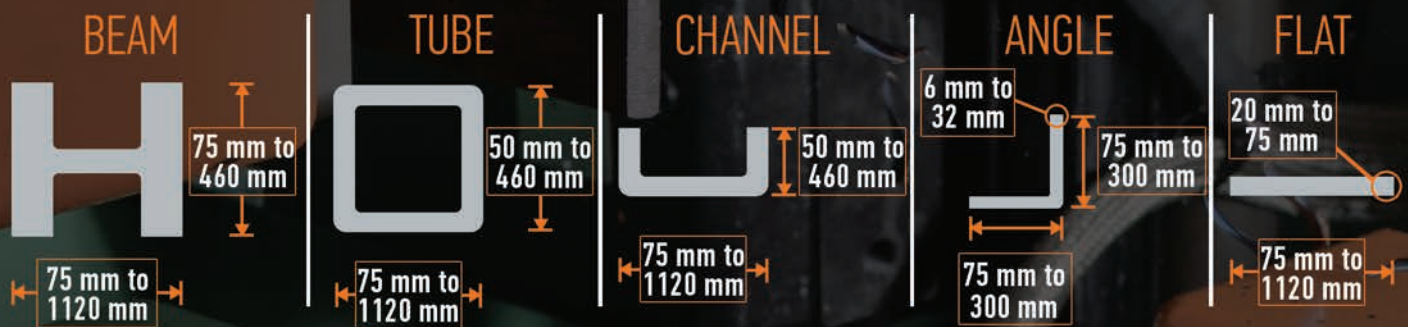 BEAM
75 mm to
460 mm
75 mm to
1120 mm
TUBE
50 mm to
460 mm
75 mm to
1120 mm
CHANNEL
50 mm to
460 mm
75 mm to
1120 mm
ANGLE
6 mm to
32 mm
75 mm to
300 mm
75 mm to
300 mm
FLAT
20 mm to
75 mm
75 mm to
1120 mm